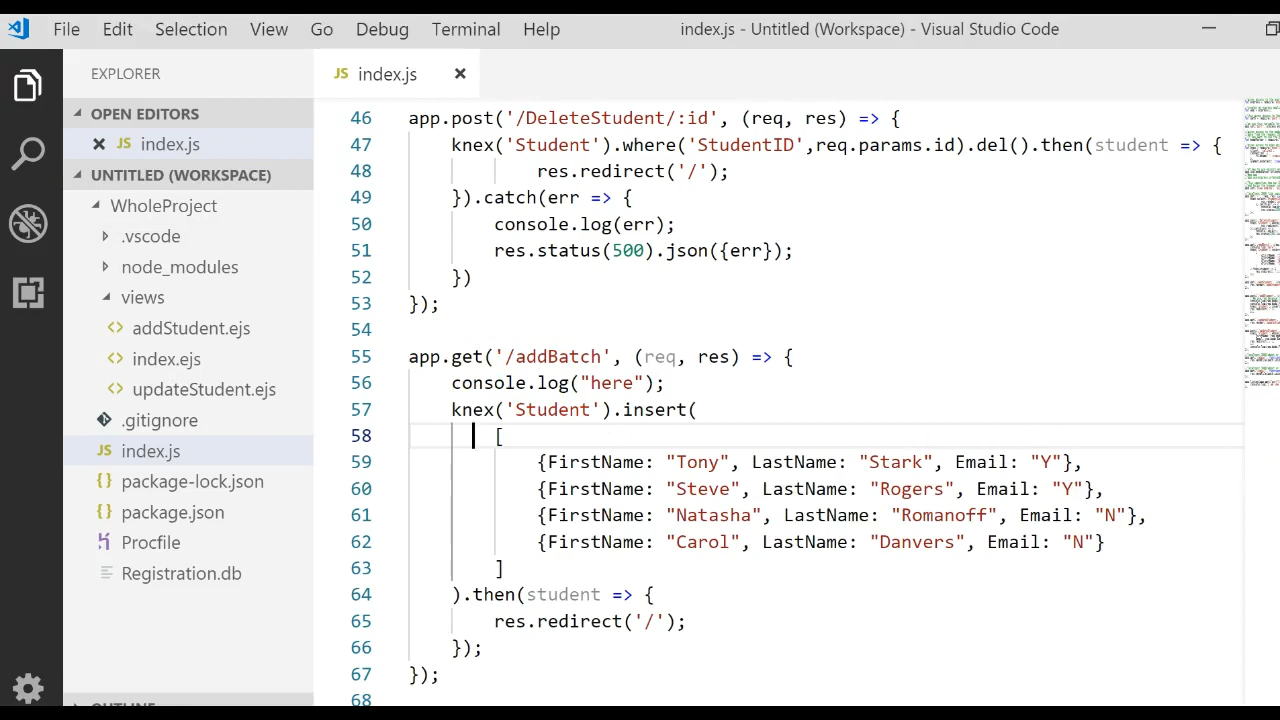 File Edit Selection View Go Debug Terminal Help index.js - Untitled (Workspace) - Visual Studio Code
EXPLORER
OPEN EDITORS
JS index.js
UNTITLED (WORKSPACE)
WholeProject
.vscode
node_modules
views
<> addStudent.ejs
<> index.ejs
<> updateStudent.ejs
.gitignore
JS index.js
{} package-lock.json
{} package.json
Procfile
Registration.db
OUTLINE
JS index.js
46 app.post('/DeleteStudent/:id', (req, res) => {
47 knex('Student').where('StudentID',req.params.id).del().then(student => {
48 res.redirect('/');
49 }).catch(err => {
50 console.log(err);
51 res.status(500).json({err});
52 })
53 });
54
55 app.get('/addBatch', (req, res) => {
56 console.log("here");
57 knex('Student').insert(
58 [
59 {FirstName: "Tony", LastName: "Stark", Email: "Y"},
60 {FirstName: "Steve", LastName: "Rogers", Email: "Y"},
61 {FirstName: "Natasha", LastName: "Romanoff", Email: "N"},
62 {FirstName: "Carol", LastName: "Danvers", Email: "N"}
63 ]
64 ).then(student => {
65 res.redirect('/');
66 });
67 });
68